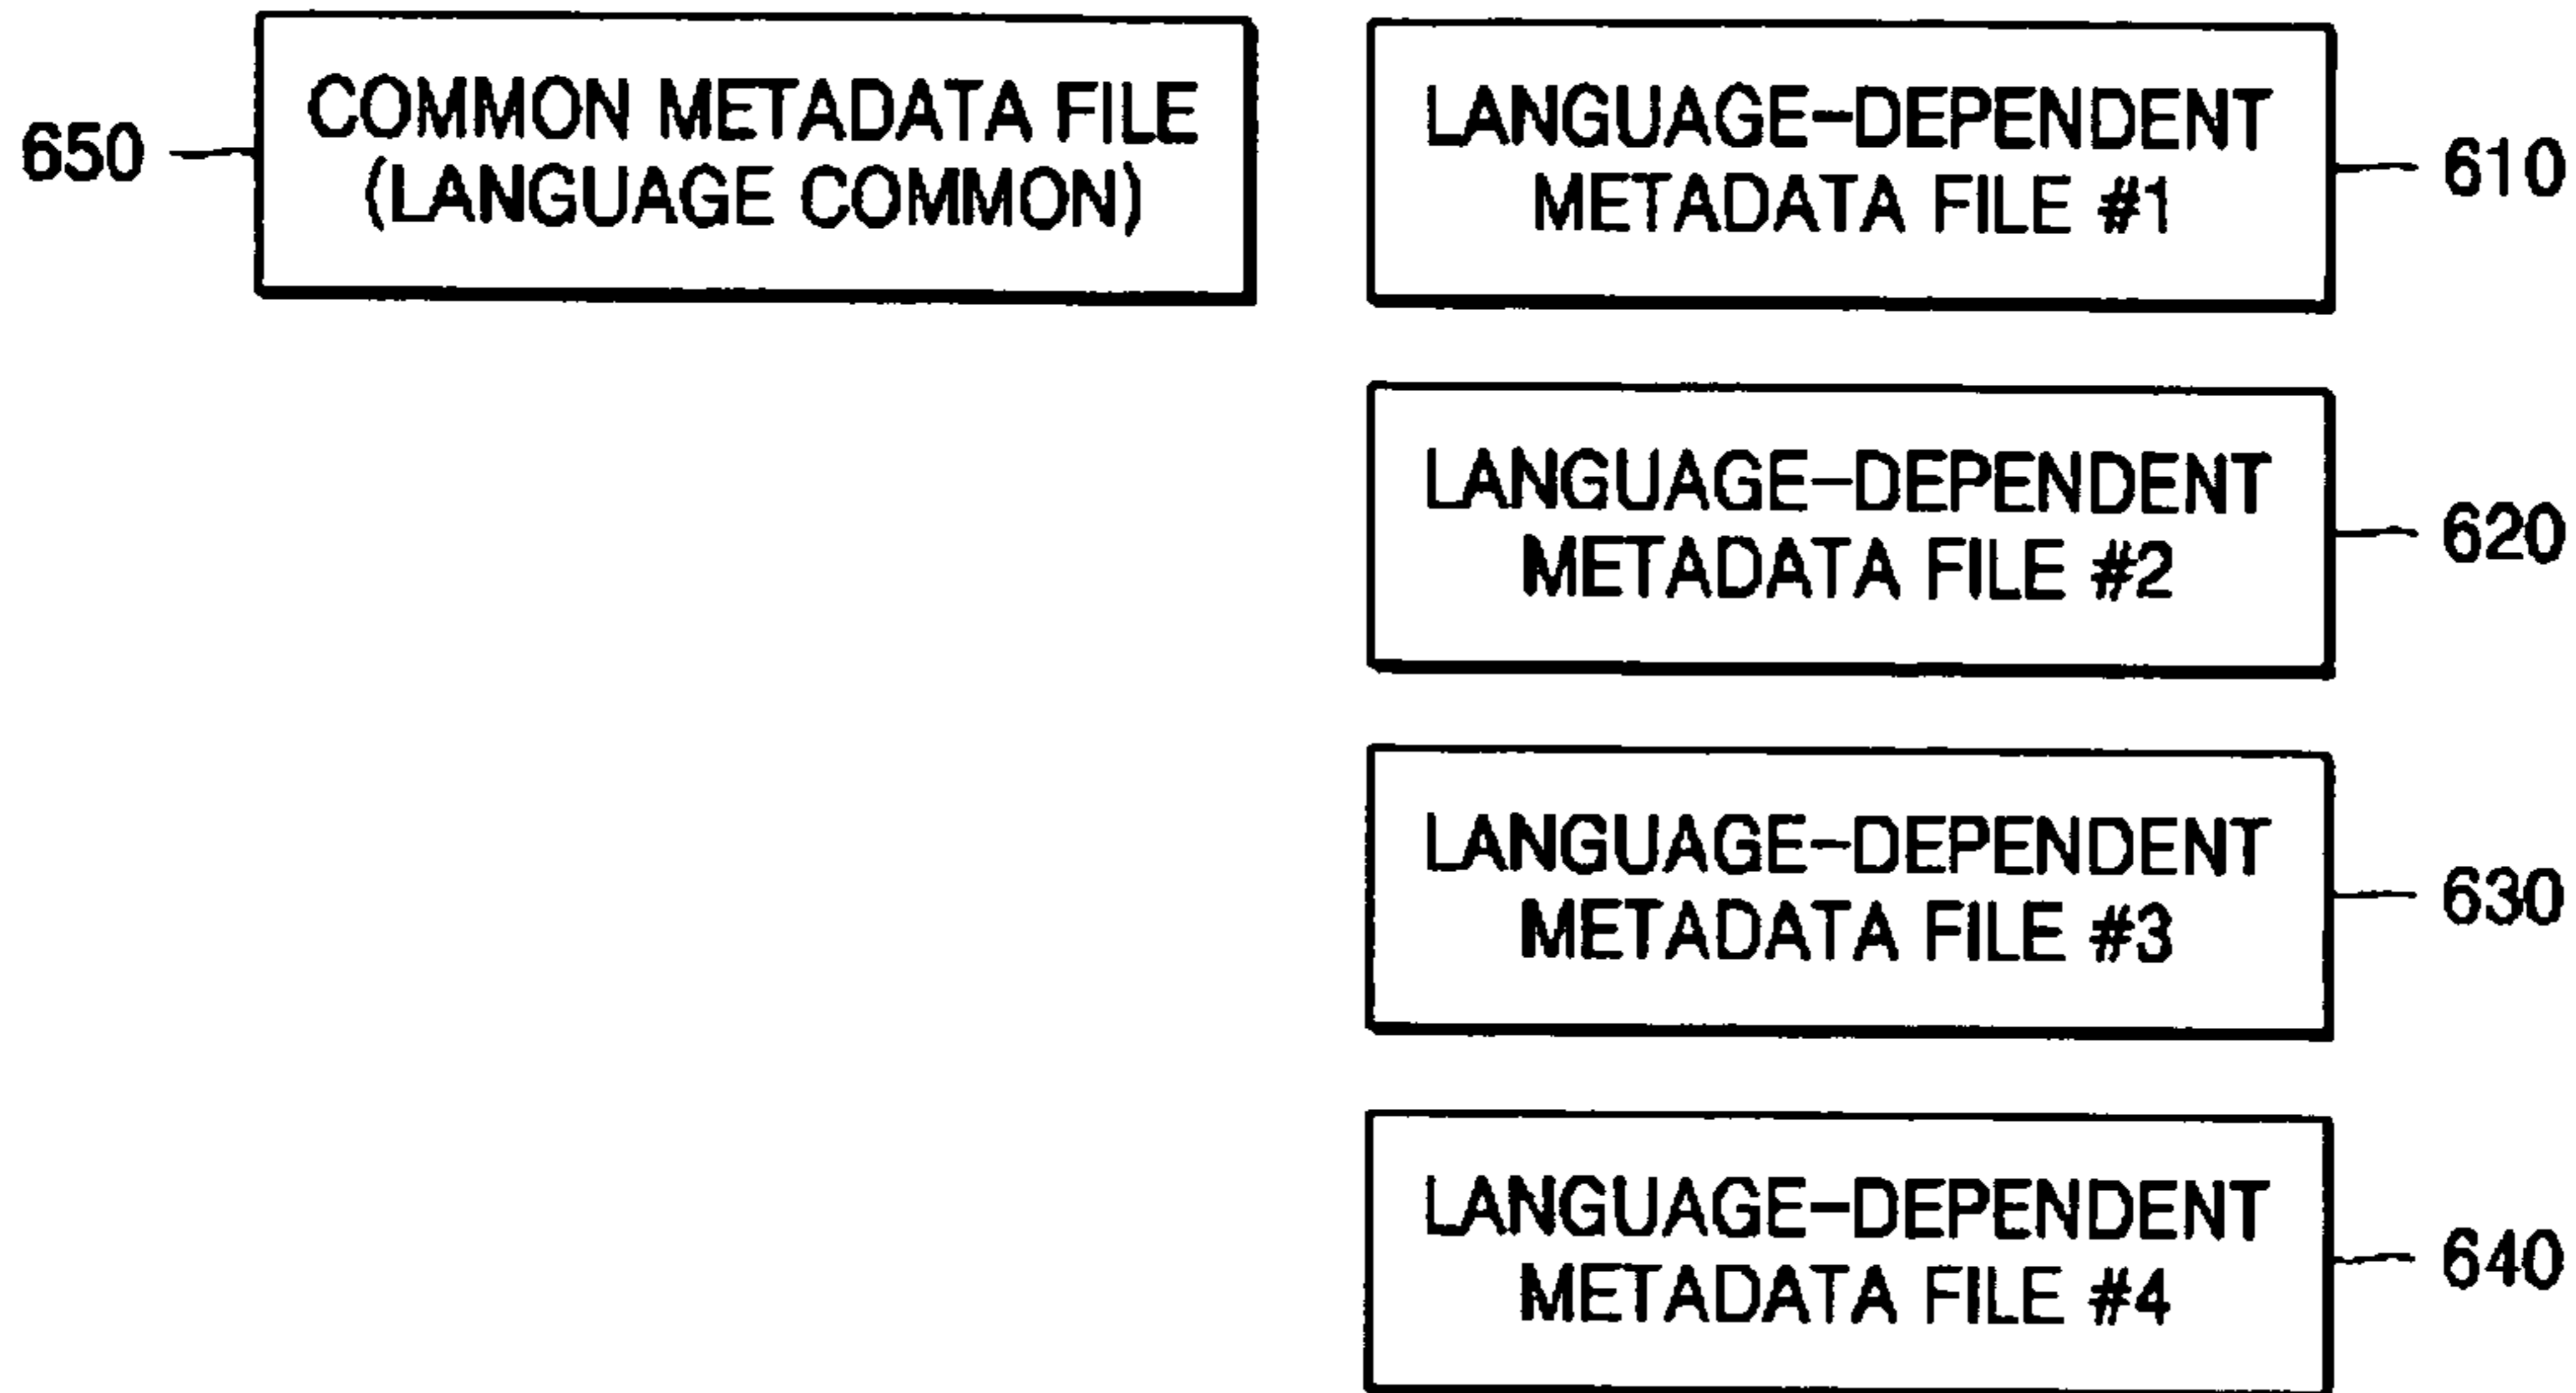 650
COMMON METADATA FILE
(LANGUAGE COMMON)
LANGUAGE-DEPENDENT
METADATA FILE #1
610
LANGUAGE-DEPENDENT
METADATA FILE #2
620
LANGUAGE-DEPENDENT
METADATA FILE #3
630
LANGUAGE-DEPENDENT
METADATA FILE #4
640